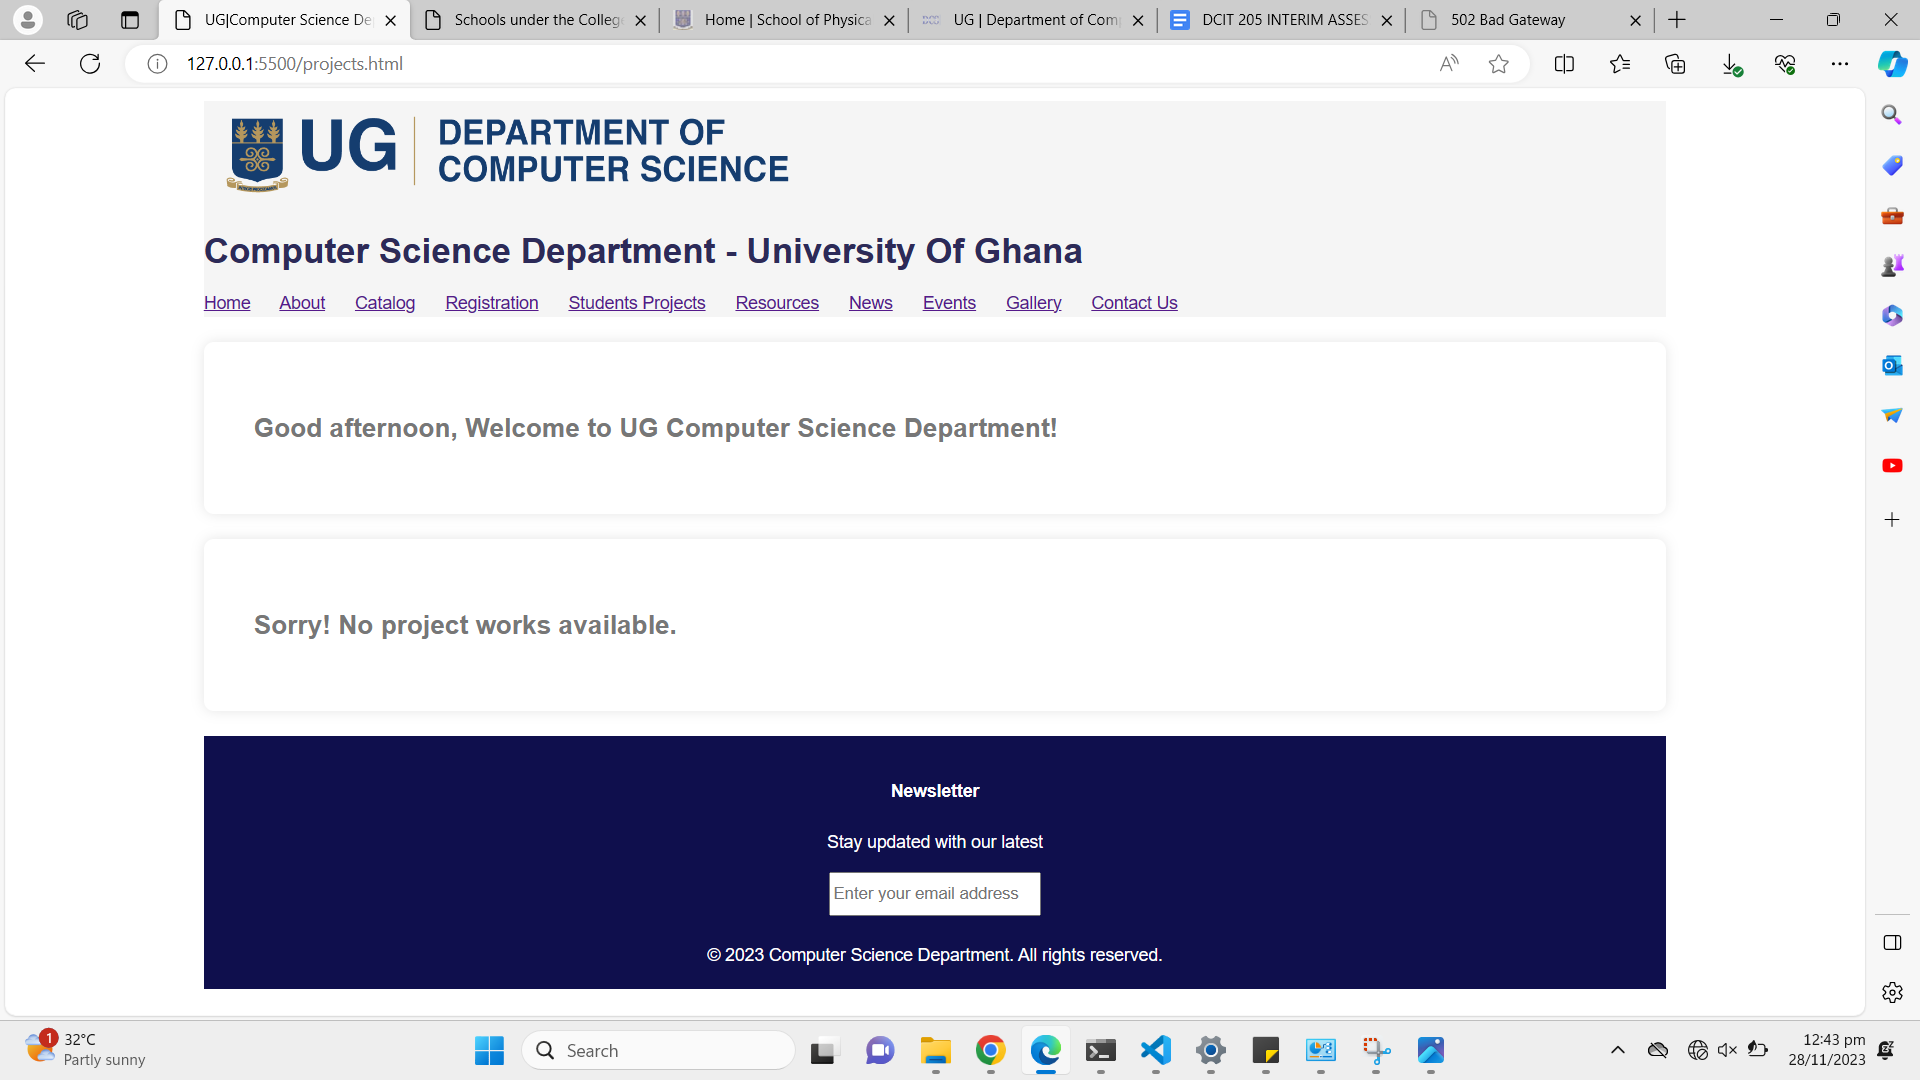 UG|Computer Science De
Schools under the College
Home | School of Physica
UG | Department of Comp
DCIT 205 INTERIM ASSES
502 Bad Gateway
127.0.0.1:5500/projects.html
UG
DEPARTMENT OF
COMPUTER SCIENCE
Computer Science Department - University Of Ghana
Home About Catalog Registration Students Projects Resources News Events Gallery Contact Us
Good afternoon, Welcome to UG Computer Science Department!
Sorry! No project works available.
Newsletter
Stay updated with our latest
Enter your email address
© 2023 Computer Science Department. All rights reserved.
1
32°C
Partly sunny
Search
12:43 pm
28/11/2023